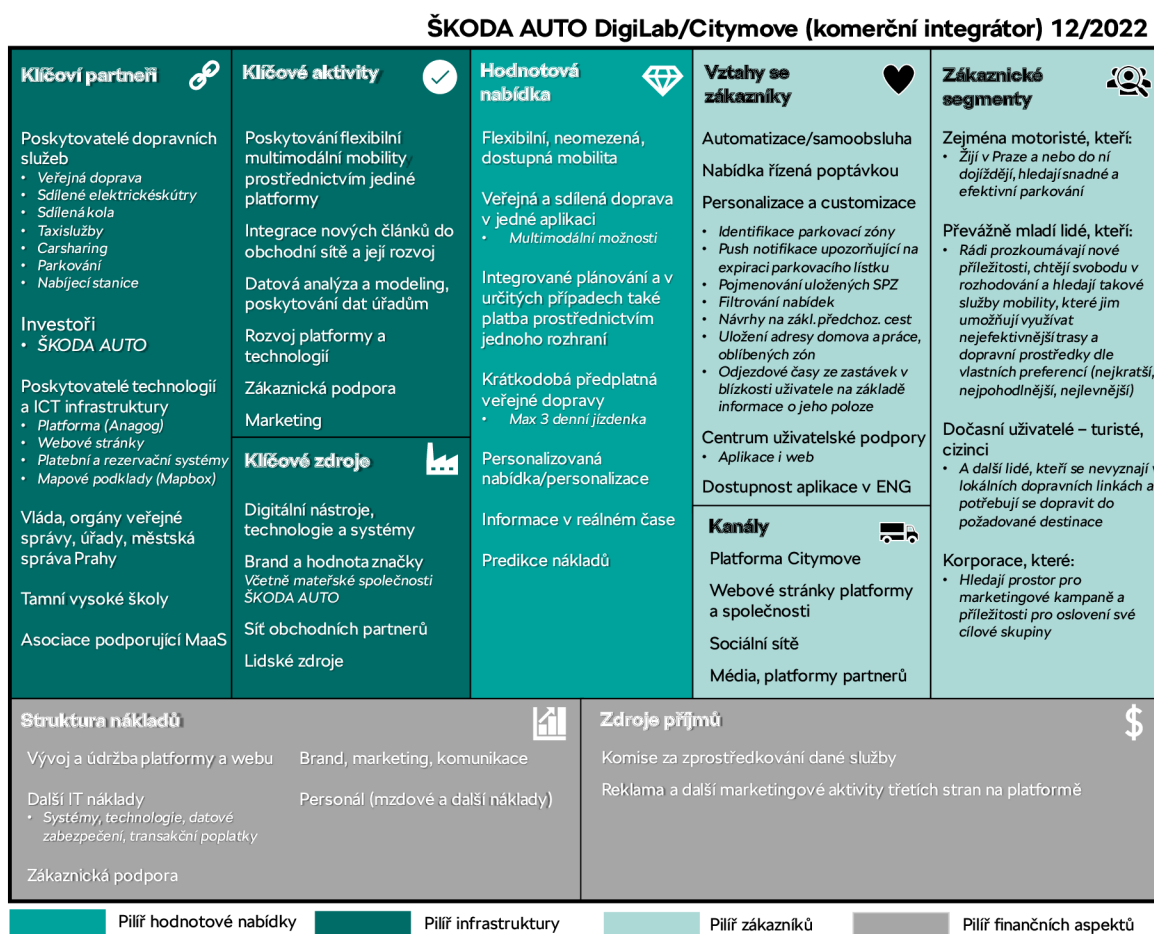 ŠKODA AUTO DigiLab/Citymove (komerční integrátor) 12/2022
Klíčoví partneři
Poskytovatelé dopravních
služeb
• Veřejná doprava
• Sdílené elektrickéskútry
• Sdílená kola
• Taxislužby
• Carsharing
• Parkování
• Nabíjecí stanice
Investoři
• ŠKODA AUTO
Poskytovatelé technologií
a ICT infrastruktury
• Platforma (Anagog)
• Webové stránky
• Platební a rezervační systémy
• Mapové podklady (Mapbox)
Vláda, orgány veřejné
správy, úřady, městská
správa Prahy
Tamní vysoké školy
Asociace podporující MaaS
Klíčové aktivity
Poskytování flexibilní
multimodální mobility
prostřednictvím jediné
platformy
Integrace nových článků do
obchodní sítě a její rozvoj
Datová analýza a modeling,
poskytování dat úřadům
Rozvoj platformy a
technologií
Zákaznická podpora
Marketing
Klíčové zdroje
Digitální nástroje,
technologie a systémy
Brand a hodnota značky
Včetně mateřské společnosti
ŠKODA AUTO
Síť obchodních partnerů
Lidské zdroje
Hodnotová
nabídka
Flexibilní, neomezená,
dostupná mobilita
Veřejná a sdílená doprava
v jedné aplikaci
• Multimodální možnosti
Integrované plánování a v
určitých případech také
platba prostřednictvím
jednoho rozhraní
Krátkodobá předplatná
veřejné dopravy
• Max 3 denní jízdenka
Personalizovaná
nabídka/personalizace
Informace v reálném čase
Predikce nákladů
Vztahy se
zákazníky
Automatizace/samoobsluha
Nabídka řízená poptávkou
Personalizace a customizace
• Identifikace parkovací zóny
• Push notifikace upozorňující na
expiraci parkovacího lístku
• Pojmenování uložených SPZ
• Filtrování nabídek
• Návrhy na zákl. předchoz. cest
• Uložení adresy domova a práce,
oblíbených zón
• Odjezdové časy ze zastávek v
blízkosti uživatele na základě
informace o jeho poloze
Centrum uživatelské podpory
• Aplikace i web
Dostupnost aplikace v ENG
Kanály
Platforma Citymove
Webové stránky platformy
a společnosti
Sociální sítě
Média, platformy partnerů
Zákaznické
segmenty
Zejména motoristé, kteří:
• Žijí v Praze a nebo do ní
dojíždějí, hledají snadné a
efektivní parkování
Převážně mladí lidé, kteří:
• Rádi prozkoumávají nové
příležitosti, chtějí svobodu v
rozhodování a hledají takové
služby mobility, které jim
umožňují využívat
nejefektivnější trasy a
dopravní prostředky dle
vlastních preferencí (nejkratší,
nejpohodlnější, nejlevnější)
Dočasní uživatelé – turisté,
cizinci
• A další lidé, kteří se nevyznají v
lokálních dopravních linkách a
potřebují se dopravit do
požadované destinace
Korporace, které:
• Hledají prostor pro
marketingové kampaně a
příležitosti pro oslovení své
cílové skupiny
Struktura nákladů
Vývoj a údržba platformy a webu
Další IT náklady
• Systémy, technologie, datové
zabezpečení, transakční poplatky
Zákaznická podpora
Brand, marketing, komunikace
Personál (mzdové a další náklady)
Zdroje příjmů
Komise za zprostředkování dané služby
Reklama a další marketingové aktivity třetích stran na platformě
Pilíř hodnotové nabídky
Pilíř infrastruktury
Pilíř zákazníků
Pilíř finančních aspektů